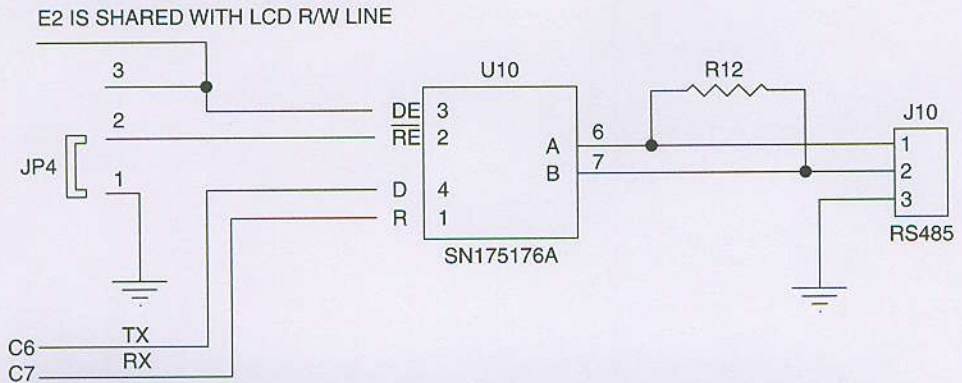 E2 IS SHARED WITH LCD R/W LINE
3
2
JP4
1
U10
DE 3
RE 2
D 4
R 1
A 6
B 7
SN175176A
R12
J10
1
2
3
RS485
C6 TX
C7 RX